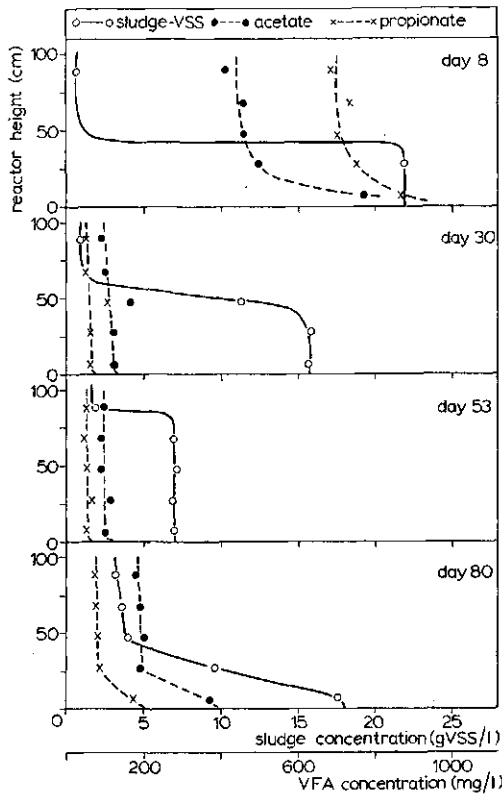 sludge-VSS acetate propionate
reactor height (cm)
100
50
0
day 8
100
50
0
day 30
100
50
0
day 53
100
50
day 80
0 5 10 15 20 25
sludge concentration (gVSS/l)
200 600 1000
VFA concentration (mg/l)